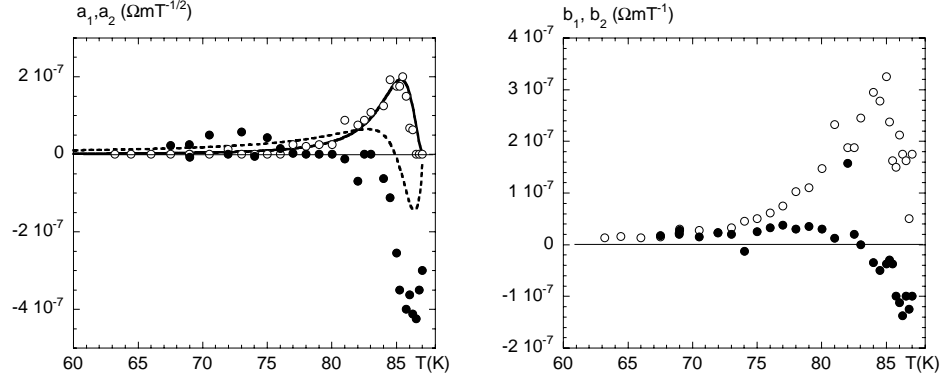 a₁,a₂ (ΩmT⁻¹/²)
2 10⁻⁷
0
-2 10⁻⁷
-4 10⁻⁷
60 65 70 75 80 85 T(K)
b₁, b₂ (ΩmT⁻¹)
4 10⁻⁷
3 10⁻⁷
2 10⁻⁷
1 10⁻⁷
0
-1 10⁻⁷
-2 10⁻⁷
60 65 70 75 80 85 T(K)